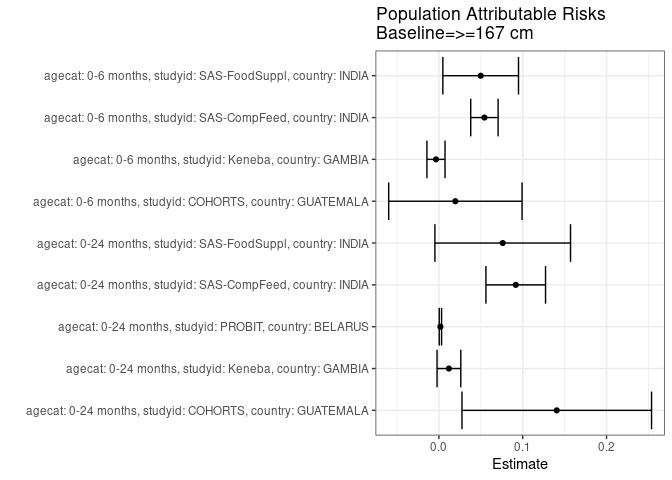 Population Attributable Risks
Baseline=>=167 cm
agecat: 0-6 months, studyid: SAS-FoodSuppl, country: INDIA
agecat: 0-6 months, studyid: SAS-CompFeed, country: INDIA
agecat: 0-6 months, studyid: Keneba, country: GAMBIA
agecat: 0-6 months, studyid: COHORTS, country: GUATEMALA
agecat: 0-24 months, studyid: SAS-FoodSuppl, country: INDIA
agecat: 0-24 months, studyid: SAS-CompFeed, country: INDIA
agecat: 0-24 months, studyid: PROBIT, country: BELARUS
agecat: 0-24 months, studyid: Keneba, country: GAMBIA
agecat: 0-24 months, studyid: COHORTS, country: GUATEMALA
0.0 0.1 0.2
Estimate